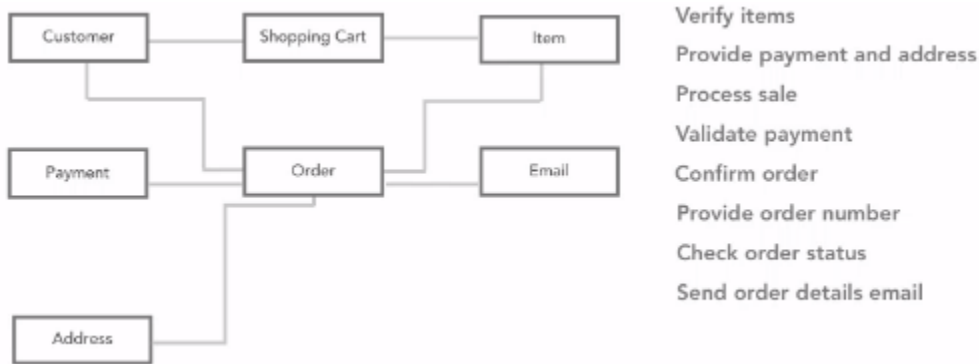 Customer
Shopping Cart
Item
Payment
Order
Email
Address
Verify items
Provide payment and address
Process sale
Validate payment
Confirm order
Provide order number
Check order status
Send order details email